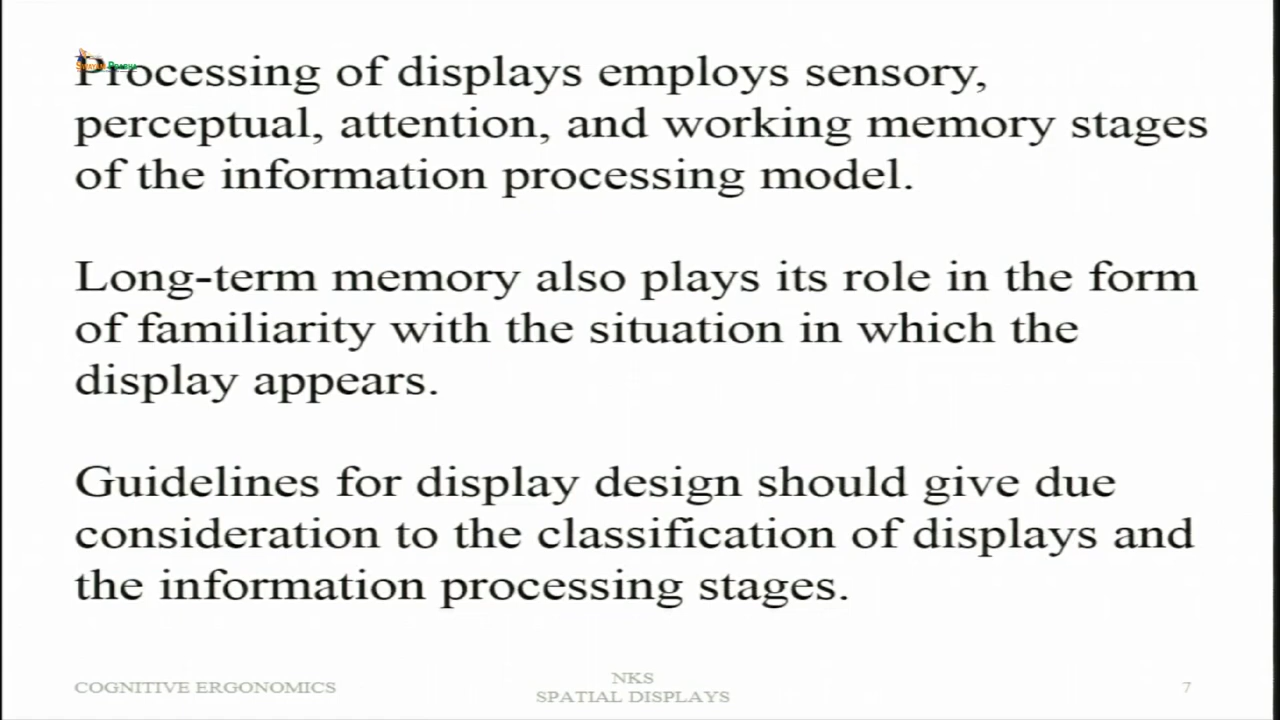 Processing of displays employs sensory,
perceptual, attention, and working memory stages
of the information processing model.
Long-term memory also plays its role in the form
of familiarity with the situation in which the
display appears.
Guidelines for display design should give due
consideration to the classification of displays and
the information processing stages.
COGNITIVE ERGONOMICS
NKS
SPATIAL DISPLAYS
7